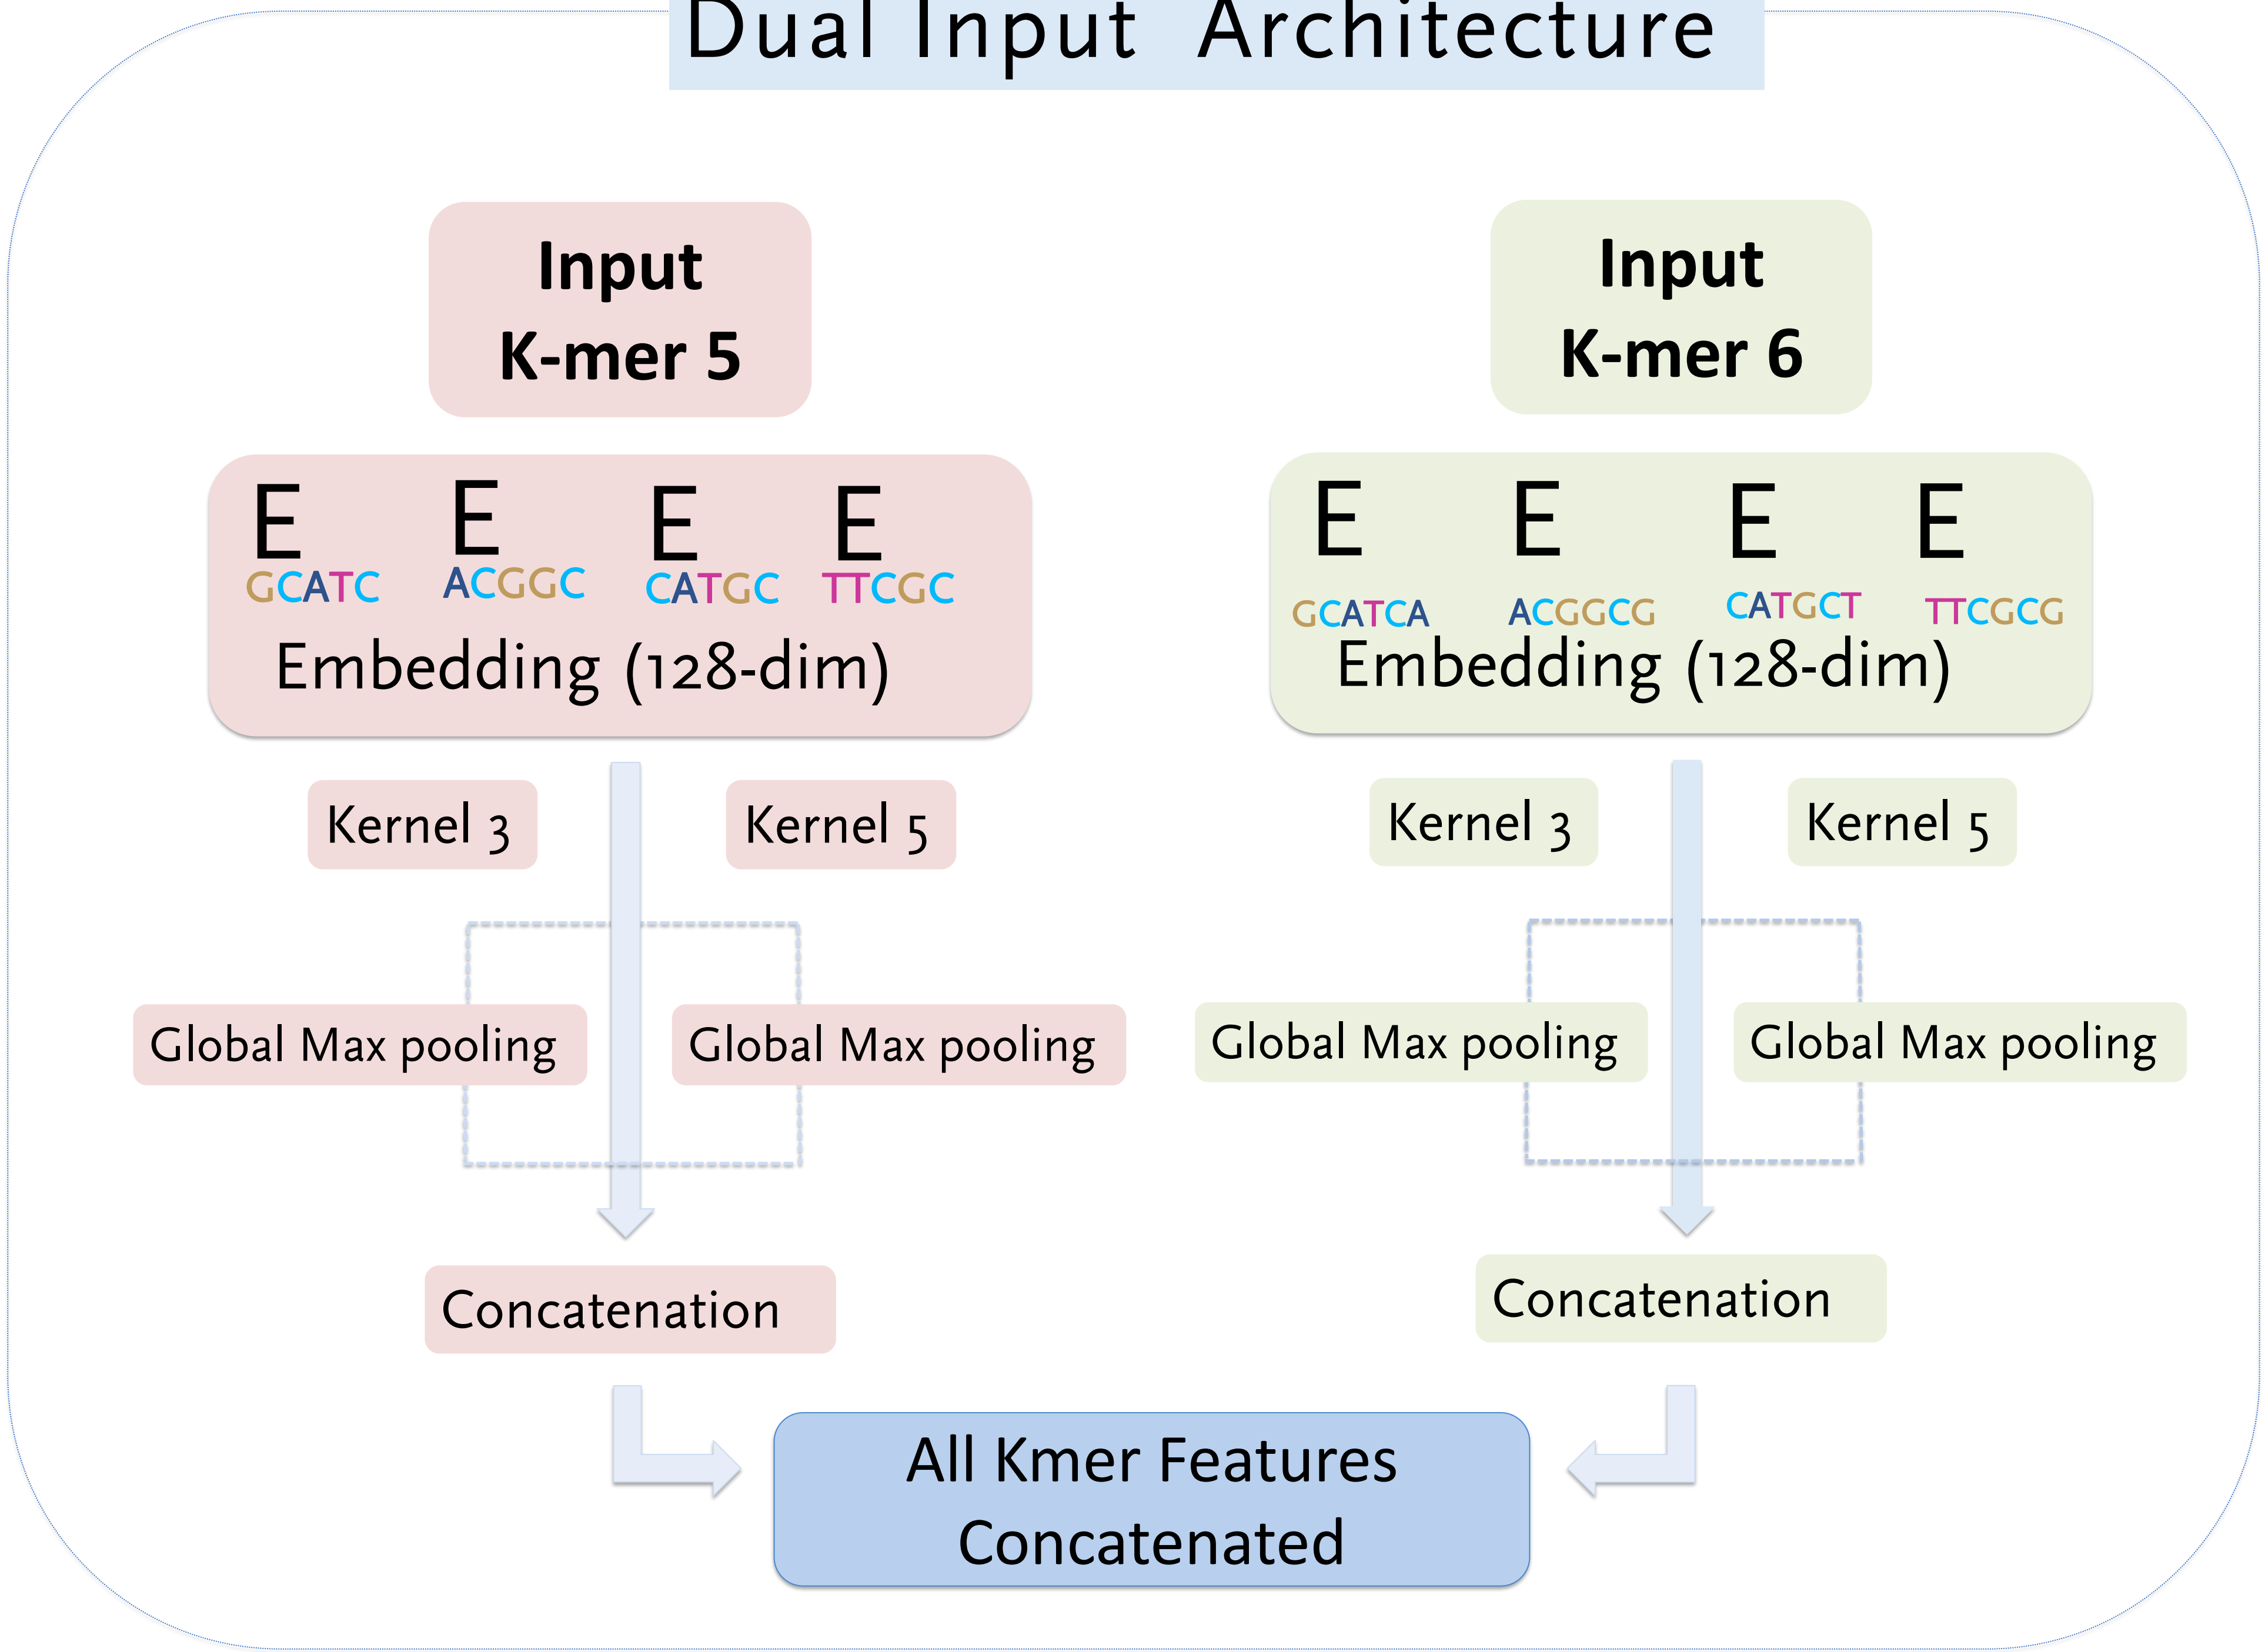 Dual Input Architecture
Input
K-mer 5
E E E E
GCATC ACGGC CATGC TTCGC
Embedding (128-dim)
Kernel 3 Kernel 5
Global Max pooling Global Max pooling
Concatenation
Input
K-mer 6
E E E E
GCATCA ACGGCG CATGCT TTCGCG
Embedding (128-dim)
Kernel 3 Kernel 5
Global Max pooling Global Max pooling
Concatenation
All Kmer Features
Concatenated